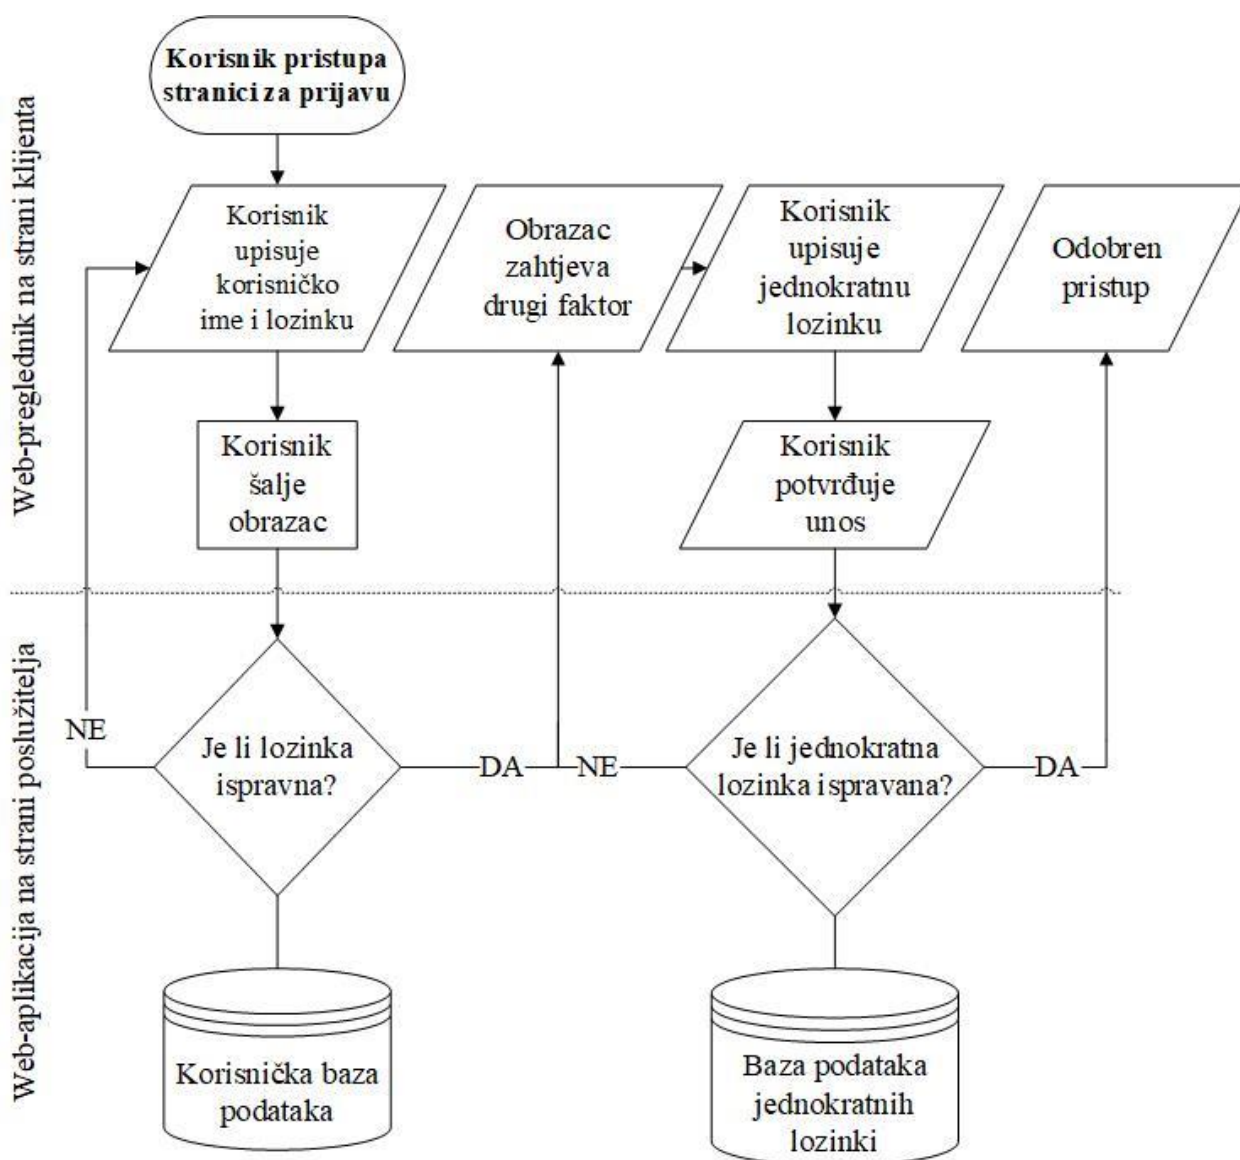 Korisnik pristupa
stranici za prijavu
Web-preglednik na strani klijenta
Korisnik
upisuje
korisničko
ime i lozinku
Obrazac
zahtjeva
drugi faktor
Korisnik
upisuje
jednokratnu
lozinku
Odobren
pristup
Korisnik
šalje
obrazac
Korisnik
potvrđuje
unos
Web-aplikacija na strani poslužitelja
NE
Je li lozinka
ispravna?
DA
NE
Je li jednokratna
lozinka ispravana?
DA
Korisnička baza
podataka
Baza podataka
jednokratnih
lozinki